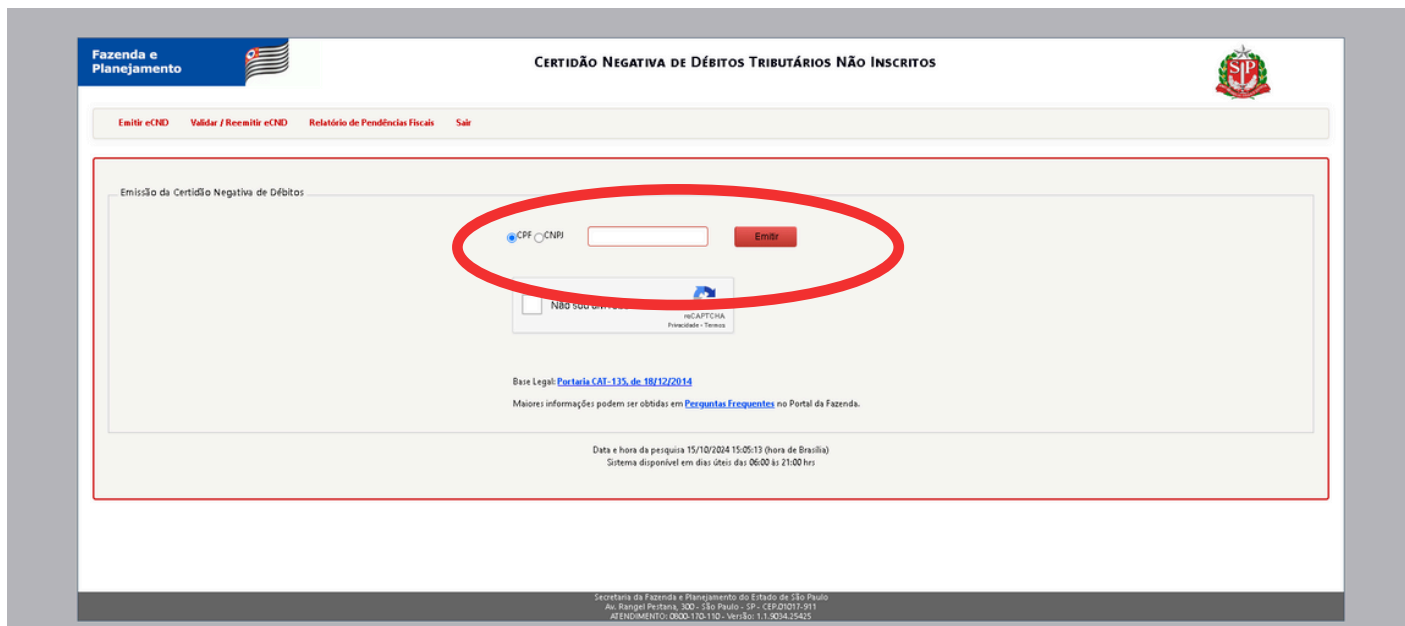 Fazenda e
Planejamento
Certidão Negativa de Débitos Tributários Não Inscritos
SP
Emitir eCND Validar / Reemitir eCND Relatório de Pendências Fiscais Sair
Emissão da Certidão Negativa de Débitos
CPF CNPJ Emitir
Não sou
reCAPTCHA
Privacidade - Termos
Base Legal: Portaria CAT-135, de 18/12/2014
Maiores informações podem ser obtidas em Perguntas Frequentes no Portal da Fazenda.
Data e hora da pesquisa 15/10/2024 15:05:13 (hora de Brasília)
Sistema disponível em dias úteis das 06:00 às 21:00 hrs
Secretaria da Fazenda e Planejamento do Estado de São Paulo
Av. Rangel Pestana, 300 - São Paulo - SP - CEP.01017-911
ATENDIMENTO: 0800-170-110 - Versão: 1.1.9034.25425